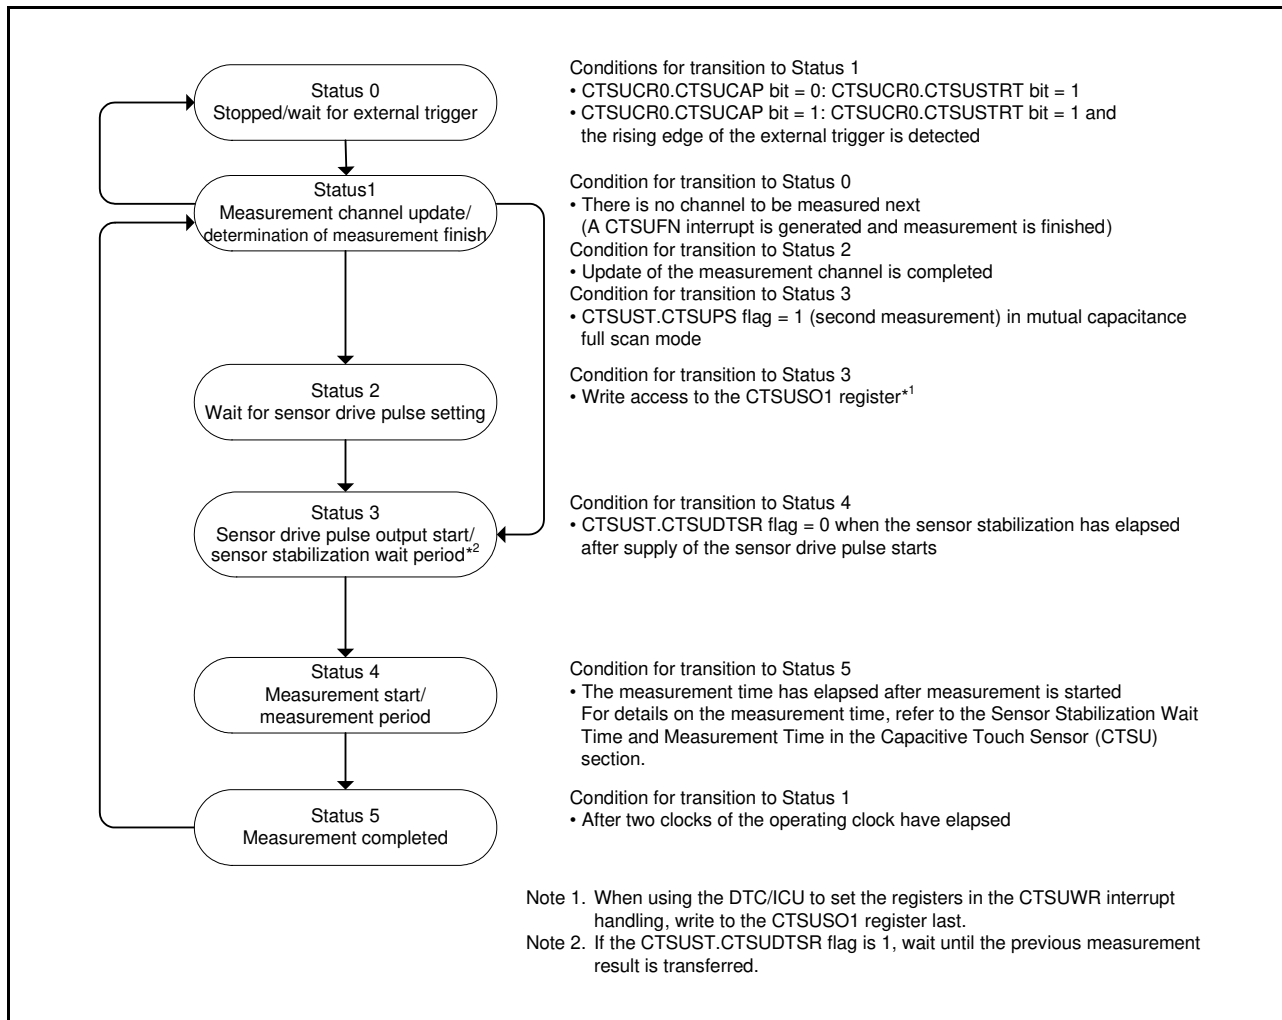 Status 0
Stopped/wait for external trigger
Conditions for transition to Status 1
• CTSUCR0.CTSUCAP bit = 0: CTSUCR0.CTSUSTRT bit = 1
• CTSUCR0.CTSUCAP bit = 1: CTSUCR0.CTSUSTRT bit = 1 and
the rising edge of the external trigger is detected
Status1
Measurement channel update/
determination of measurement finish
Condition for transition to Status 0
• There is no channel to be measured next
(A CTSUFN interrupt is generated and measurement is finished)
Condition for transition to Status 2
• Update of the measurement channel is completed
Condition for transition to Status 3
• CTSUST.CTSUPS flag = 1 (second measurement) in mutual capacitance
full scan mode
Status 2
Wait for sensor drive pulse setting
Condition for transition to Status 3
• Write access to the CTSUSO1 register*1
Status 3
Sensor drive pulse output start/
sensor stabilization wait period*2
Condition for transition to Status 4
• CTSUST.CTSUDTSR flag = 0 when the sensor stabilization has elapsed
after supply of the sensor drive pulse starts
Status 4
Measurement start/
measurement period
Condition for transition to Status 5
• The measurement time has elapsed after measurement is started
For details on the measurement time, refer to the Sensor Stabilization Wait
Time and Measurement Time in the Capacitive Touch Sensor (CTSU)
section.
Status 5
Measurement completed
Condition for transition to Status 1
• After two clocks of the operating clock have elapsed
Note 1. When using the DTC/ICU to set the registers in the CTSUWR interrupt
handling, write to the CTSUSO1 register last.
Note 2. If the CTSUST.CTSUDTSR flag is 1, wait until the previous measurement
result is transferred.